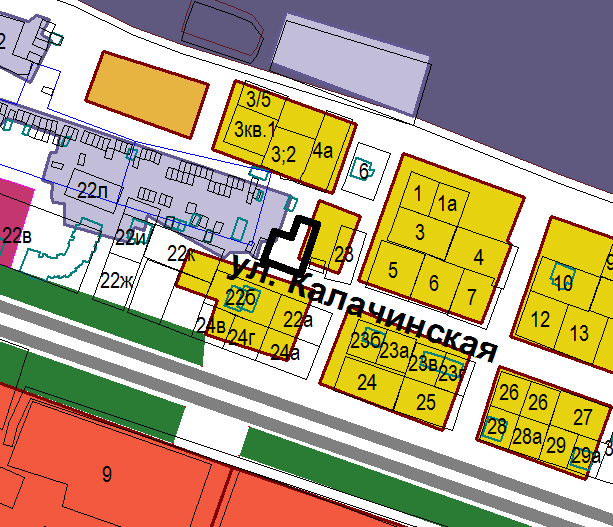 2
3/5
3кв.1
3;2
4а
6
1
1а
3
4
5
6
7
22л
22в
22и
22к
22ж
23
22б
22а
24в
24г
24а
ул. Калачинская
23б
23а
23в
23г
24
25
9
10
12
13
26
26
27
28
28а
29
29а
3
9